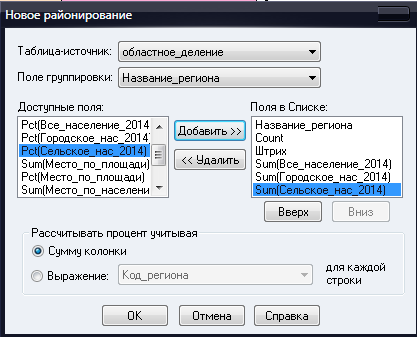 Новое районирование
Таблица-источник: областное_деление
Поле группировки: Название_региона
Доступные поля:
Pct(Все_население_2014)
Pct(Городское_нас_2014)
Pct(Сельское_нас_2014)
Sum(Место_по_площади)
Pct(Место_по_площади)
Sum(Место_по_населени
Добавить >>
<< Удалить
Поля в Списке:
Название_региона
Count
Штрих
Sum(Все_население_2014)
Sum(Городское_нас_2014)
Sum(Сельское_нас_2014)
Вверх
Вниз
Рассчитывать процент учитывая
Сумму колонки
Выражение: Код_региона для каждой строки
OK
Отмена
Справка